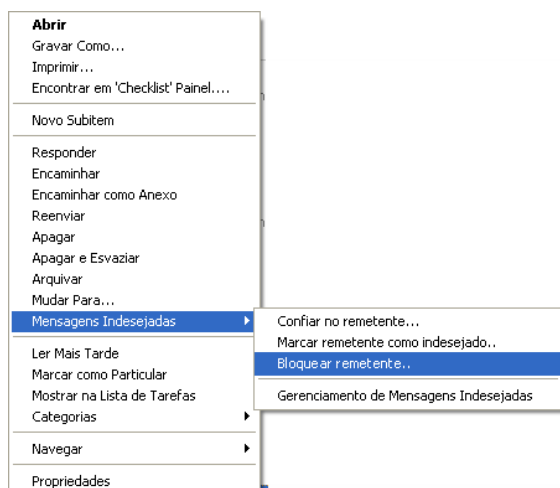 Abrir
Gravar Como...
Imprimir...
Encontrar em 'Checklist' Painel....
Novo Subitem
Responder
Encaminhar
Encaminhar como Anexo
Reenviar
Apagar
Apagar e Esvaziar
Arquivar
Mudar Para...
Mensagens Indesejadas
Ler Mais Tarde
Marcar como Particular
Mostrar na Lista de Tarefas
Categorias
Navegar
Propriedades
Confiar no remetente...
Marcar remetente como indesejado..
Bloquear remetente..
Gerenciamento de Mensagens Indesejadas